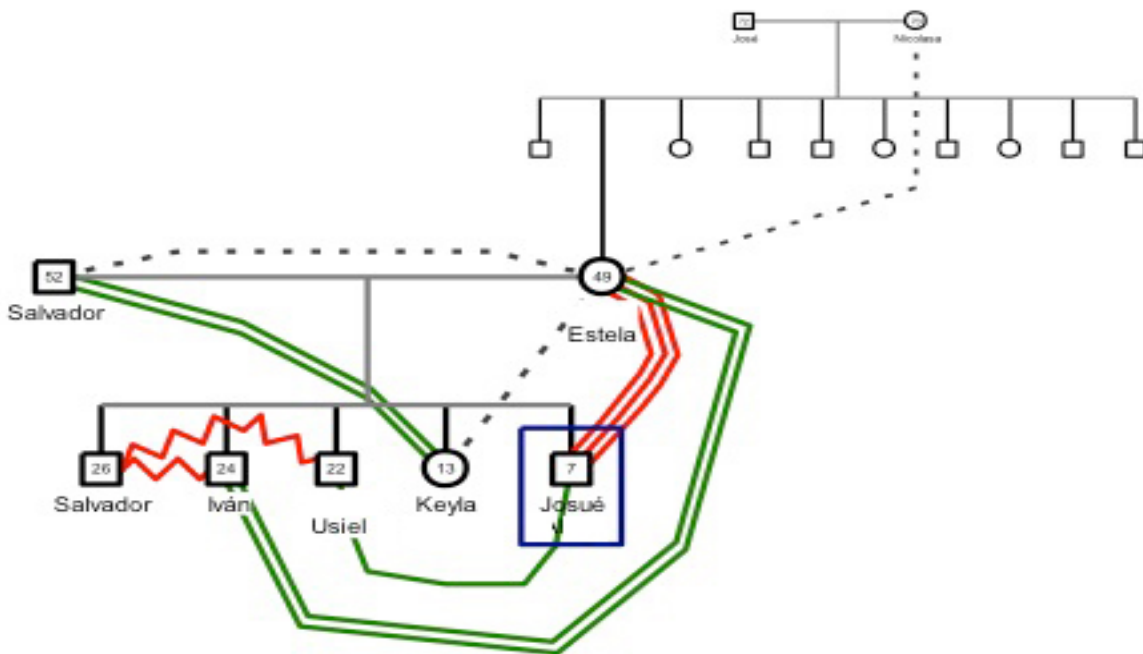 José
Nicolasa
52
49
Salvador
Estela
26
24
22
13
7
Salvador
Iván
Usiel
Keyla
Josué